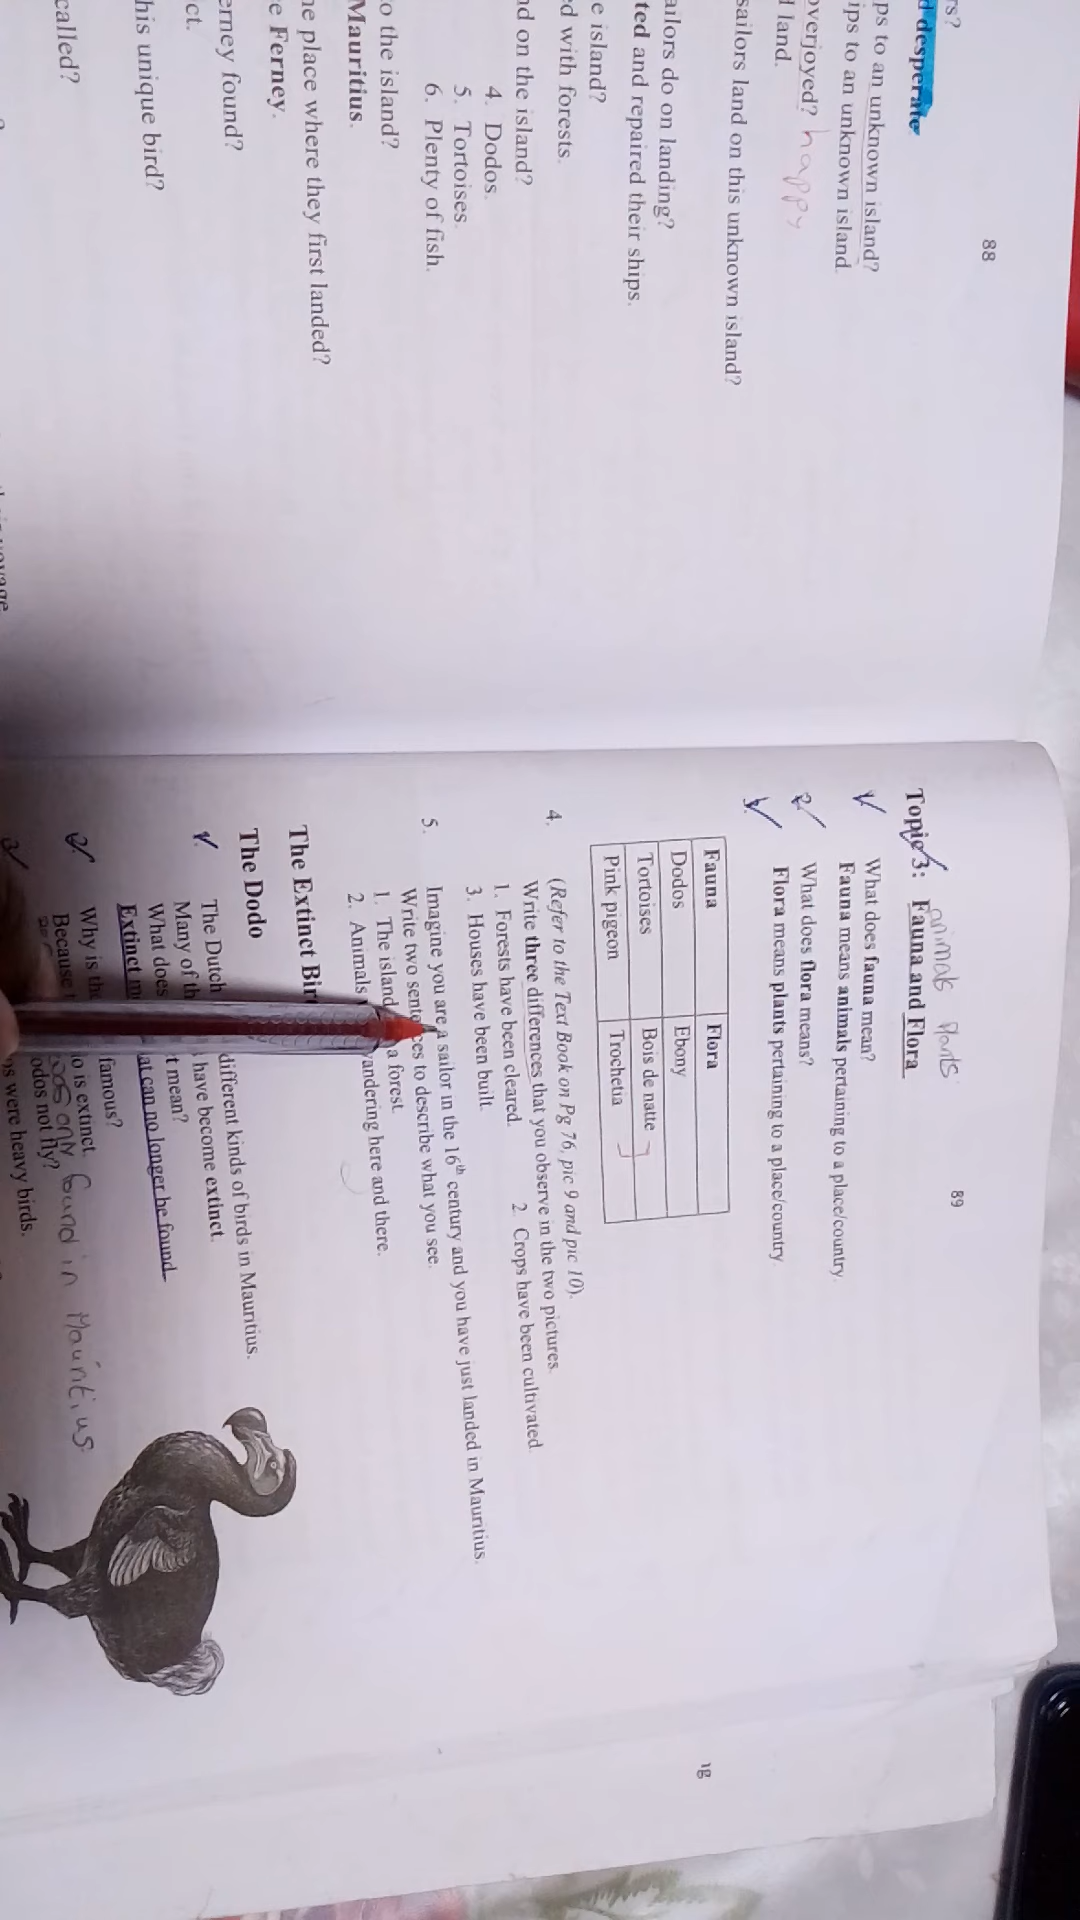 88
rs?
d desperate
ps to an unknown island?
ips to an unknown island.
overjoyed? happy
land.
sailors land on this unknown island?
ailors do on landing?
ted and repaired their ships.
e island?
ed with forests.
nd on the island?
4. Dodos.
5. Tortoises.
6. Plenty of fish.
o the island?
Mauritius.
ne place where they first landed?
e Ferney.
erney found?
ct.
his unique bird?
called?
89
animals plants
Topic 3: Fauna and Flora
What does fauna mean?
Fauna means animals pertaining to a place/country.
2 What does flora means?
Flora means plants pertaining to a place/country.
Fauna Flora
Dodos Ebony
Tortoises Bois de natte
Pink pigeon Trochetia
4. (Refer to the Text Book on Pg 76, pic 9 and pic 10).
Write three differences that you observe in the two pictures.
1. Forests have been cleared. 2. Crops have been cultivated.
3. Houses have been built.
5. Imagine you are a sailor in the 16th century and you have just landed in Mauritius.
Write two sente ces to describe what you see.
1. The island a forest.
2. Animals wandering here and there.
The Extinct Bir
The Dodo
1. The Dutch different kinds of birds in Mauritius.
Many of th have become extinct.
What does t mean?
Extinct m at can no longer be found.
2. Why is the famous?
Because o is extinct.
found in Mauritius
odos not fly?
were heavy birds.